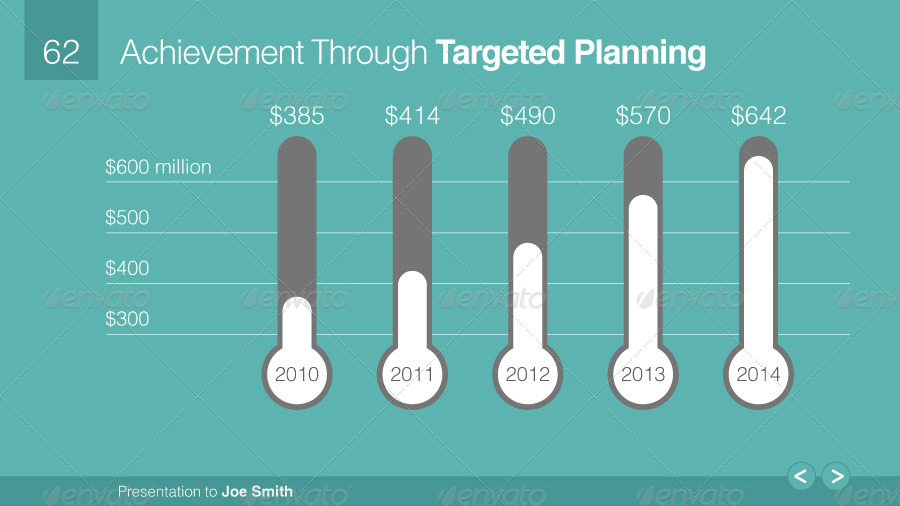 62
Achievement Through Targeted Planning
$385 $414 $490 $570 $642
$600 million
$500
$400
$300
2010 2011 2012 2013 2014
Presentation to Joe Smith
< >
envato